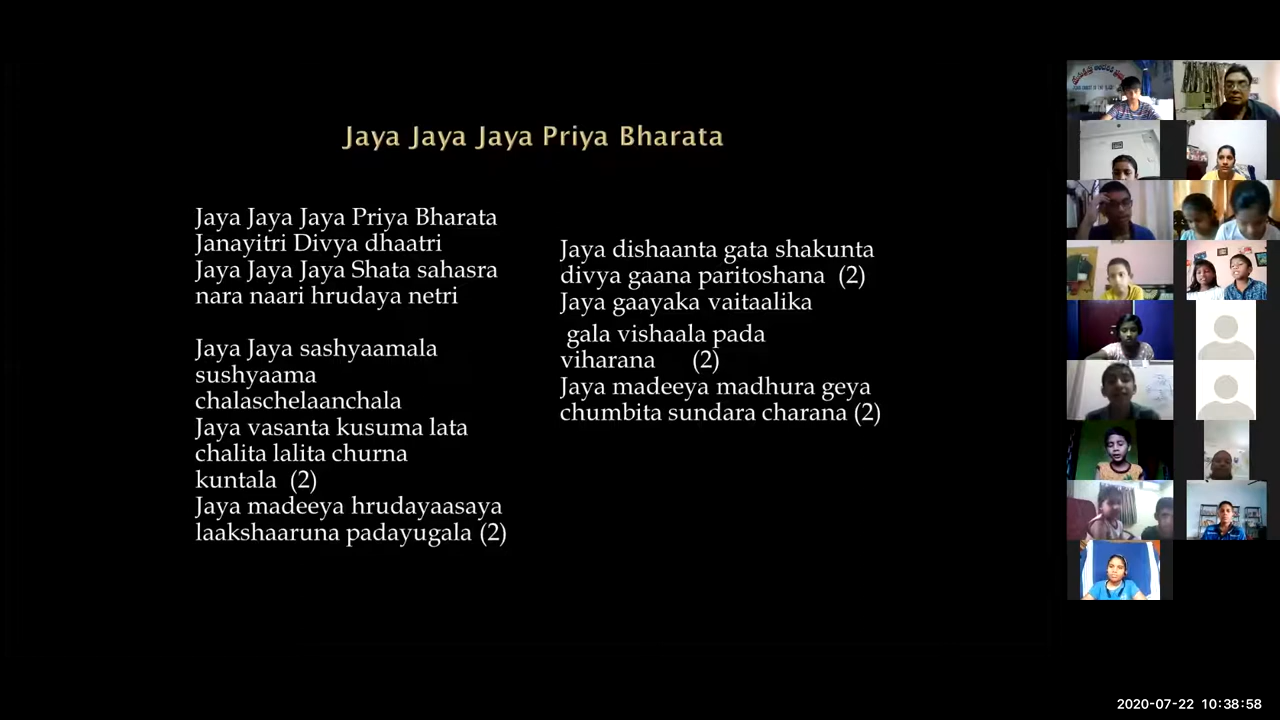 Jaya Jaya Jaya Priya Bharata
Jaya Jaya Jaya Priya Bharata
Janayitri Divya dhaatri
Jaya Jaya Jaya Shata sahasra
nara naari hrudaya netri
Jaya Jaya sashyaamala
sushyaama
chalaschelaanchala
Jaya vasanta kusuma lata
chalita lalita churna
kuntala (2)
Jaya madeeya hrudayaasaya
laakshaaruna padayugala (2)
Jaya dishaanta gata shakunta
divya gaana paritoshana (2)
Jaya gaayaka vaitaalika
gala vishaala pada
viharana (2)
Jaya madeeya madhura geya
chumbita sundara charana (2)
2020-07-22 10:38:58